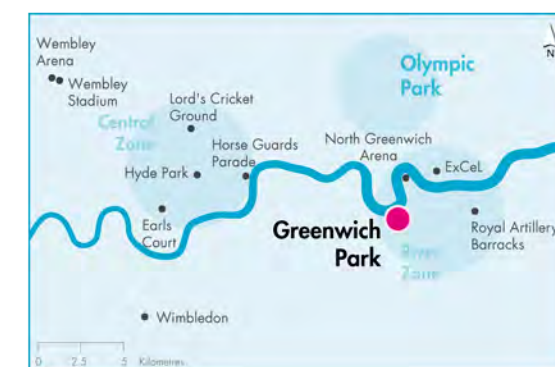 Wembley
Arena
Wembley
Stadium
Lord's Cricket
Ground
Central
Zone
Olympic
Park
N
Horse Guards
Parade
North Greenwich
Arena
ExCeL
Hyde Park
Earls
Court
Greenwich
Park
River
Zone
Royal Artillery
Barracks
Wimbledon
0 2.5 5 Kilometres